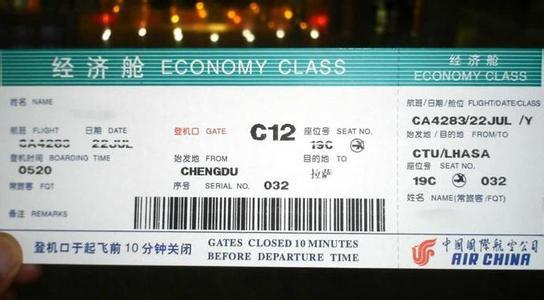 经济舱 ECONOMY CLASS
姓名 NAME
航班 FLIGHT 日期 DATE 登机口 GATE C12 座位号 SEAT NO.
CA4283 22JUL 19C
登机时间 BOARDING TIME 始发地 FROM 目的地 TO
0520 CHENGDU 拉萨
常旅客 FQT 序号 SERIAL NO. 032
备注 REMARKS
登机口于起飞前10分钟关闭 GATES CLOSED 10 MINUTES
BEFORE DEPARTURE TIME
经济舱
ECONOMY CLASS
航班/日期/舱位 FLIGHT/DATE/CLASS
CA4283/22JUL /Y
始发地/目的地 FROM/TO
CTU/LHASA
座位号 SEAT NO.
19C 032
姓名(常旅客/FQT) NAME(FQT)
中国国际航空公司
AIR CHINA